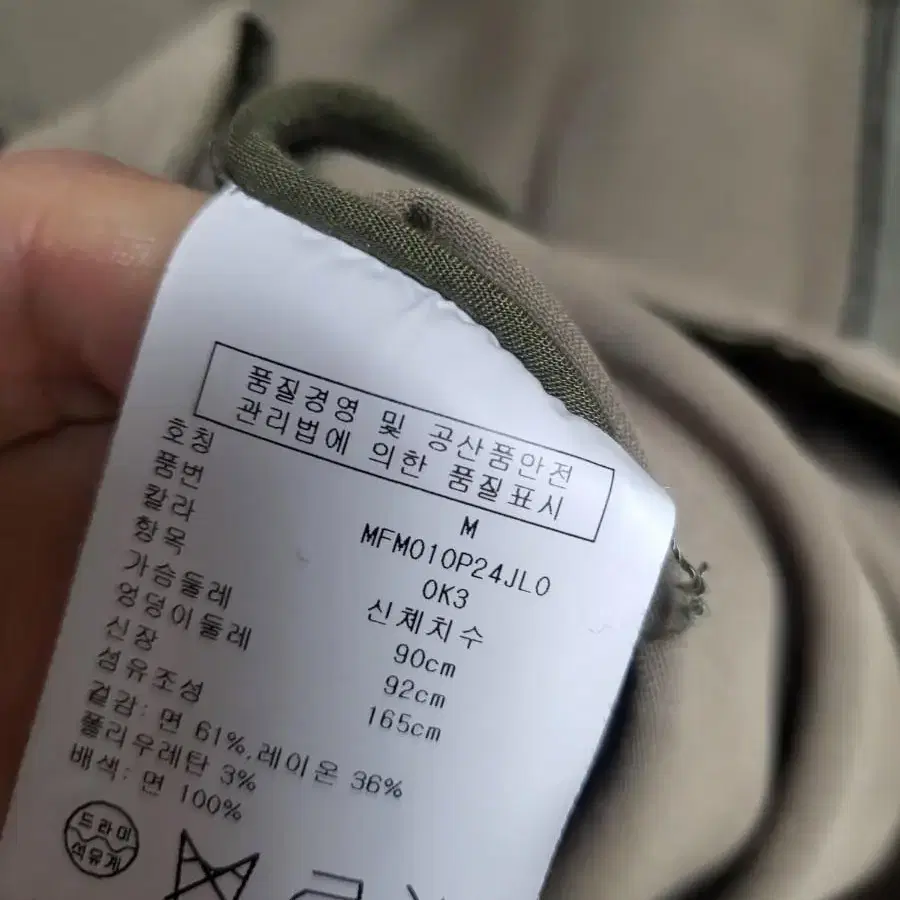 품질경영 및 공산품안전
관리법에 의한 품질표시
호칭 M
품번 MFM010P24JL0
칼라 0K3
항목 신체치수
가슴둘레 90cm
엉덩이둘레 92cm
신장 165cm
섬유조성
겉감: 면 61%,레이온 36%
폴리우레탄 3%
배색: 면 100%
드라이
석유계